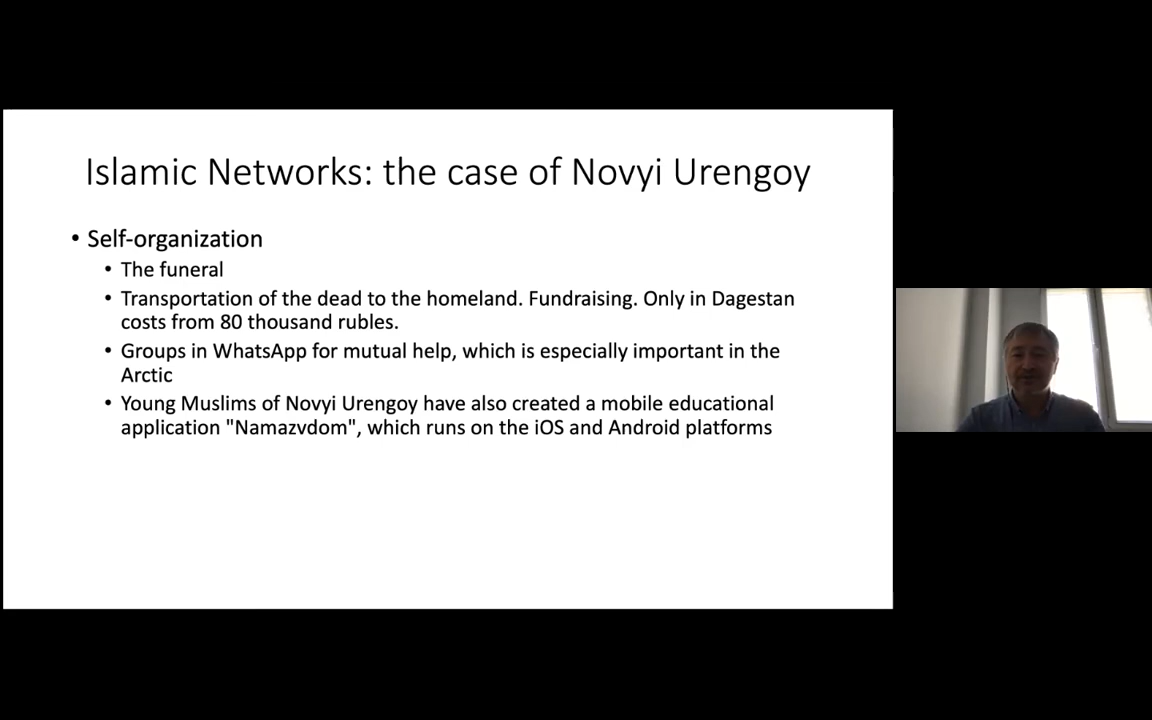 Islamic Networks: the case of Novyi Urengoy
• Self-organization
• The funeral
• Transportation of the dead to the homeland. Fundraising. Only in Dagestan
costs from 80 thousand rubles.
• Groups in WhatsApp for mutual help, which is especially important in the
Arctic
• Young Muslims of Novyi Urengoy have also created a mobile educational
application "Namazvdom", which runs on the iOS and Android platforms